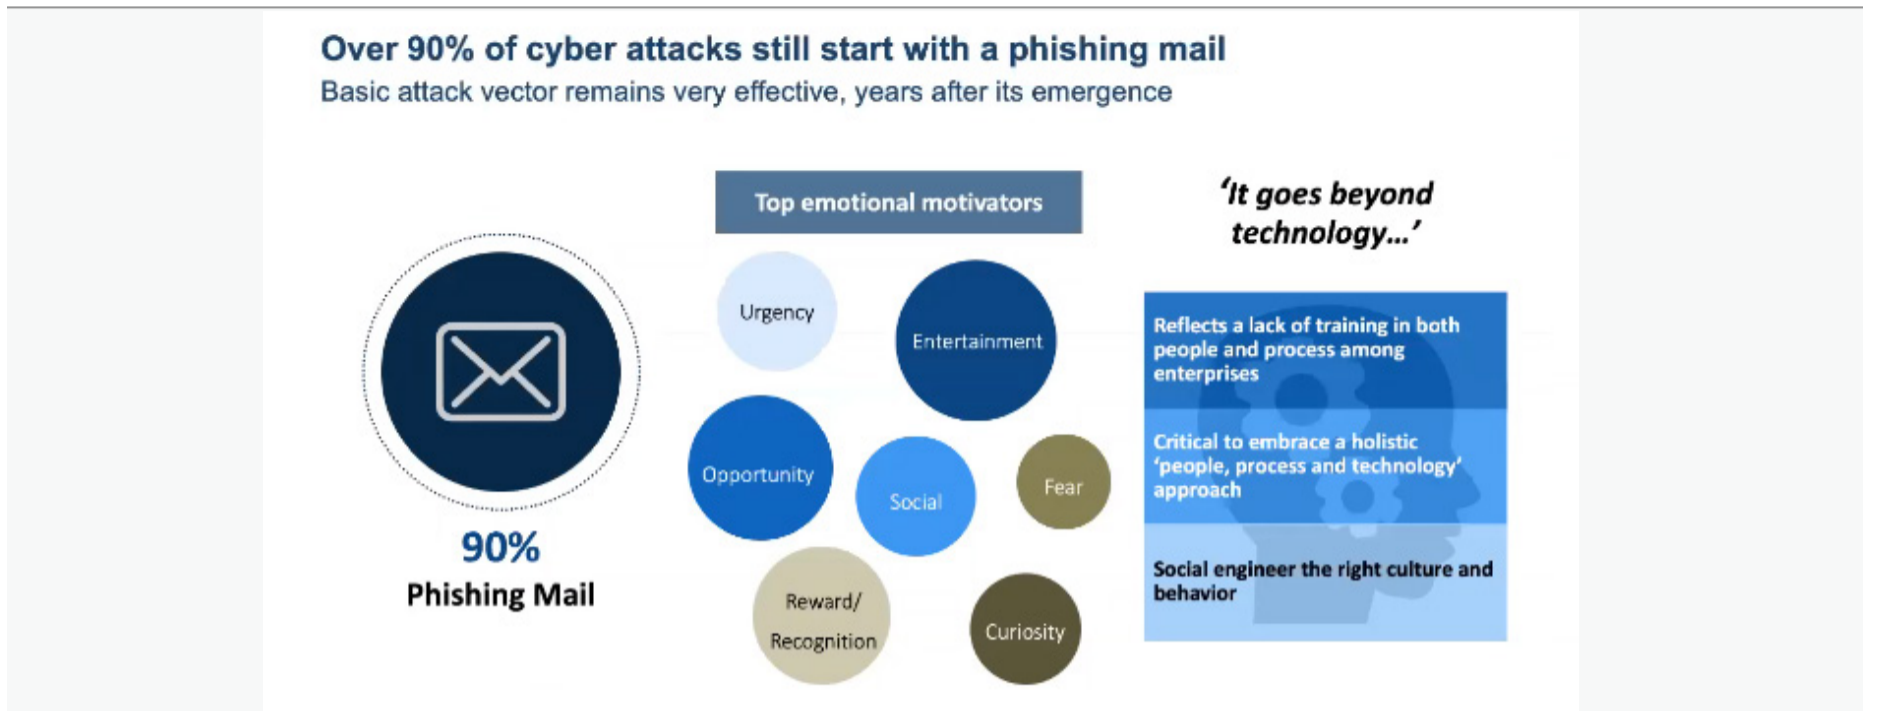 Over 90% of cyber attacks still start with a phishing mail
Basic attack vector remains very effective, years after its emergence
90%
Phishing Mail
Top emotional motivators
Urgency
Entertainment
Opportunity
Social
Fear
Reward/
Recognition
Curiosity
‘It goes beyond
technology...’
Reflects a lack of training in both
people and process among
enterprises
Critical to embrace a holistic
‘people, process and technology’
approach
Social engineer the right culture and
behavior